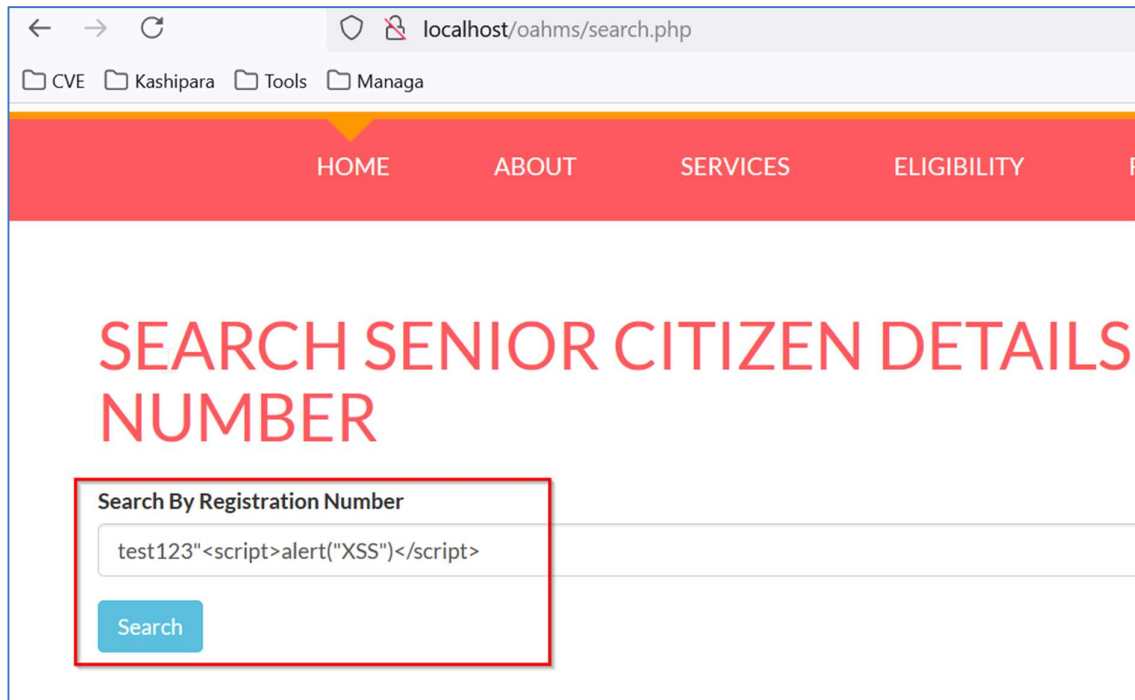 localhost/oahms/search.php
CVE Kashipara Tools Managa
HOME ABOUT SERVICES ELIGIBILITY
SEARCH SENIOR CITIZEN DETAILS
NUMBER
Search By Registration Number
test123"<script>alert("XSS")</script>
Search